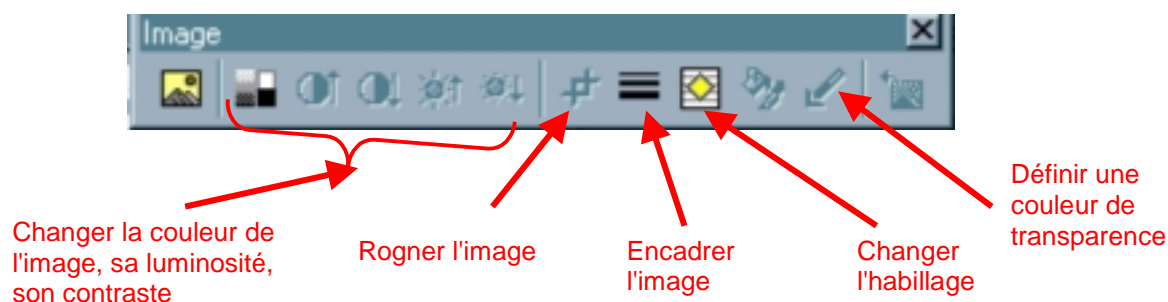 Image
Changer la couleur de
l'image, sa luminosité,
son contraste
Rogner l'image
Encadrer
l'image
Changer
l'habillage
Définir une
couleur de
transparence